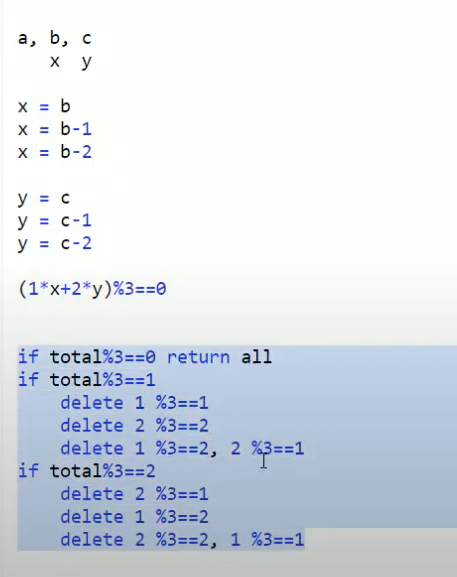 a, b, c
x y
x = b
x = b-1
x = b-2
y = c
y = c-1
y = c-2
(1*x+2*y)%3==0
if total%3==0 return all
if total%3==1
delete 1 %3==1
delete 2 %3==2
delete 1 %3==2, 2 %3==1
if total%3==2
delete 2 %3==1
delete 1 %3==2
delete 2 %3==2, 1 %3==1